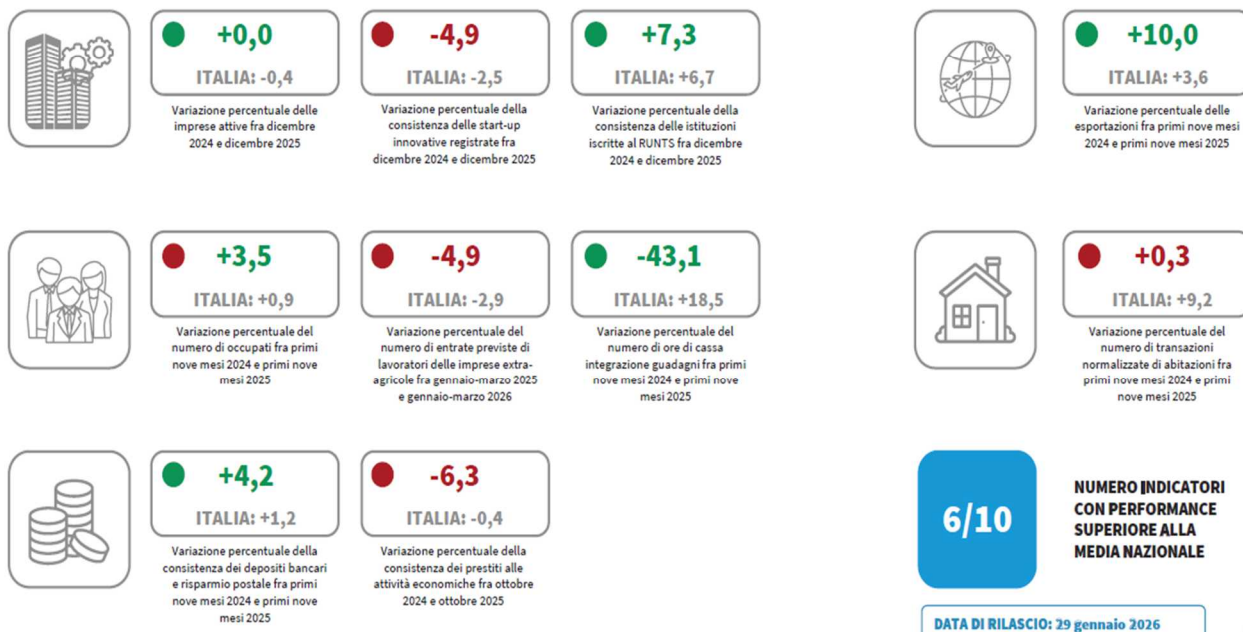 +0,0
ITALIA: -0,4
Variazione percentuale delle
imprese attive fra dicembre
2024 e dicembre 2025
-4,9
ITALIA: -2,5
Variazione percentuale della
consistenza delle start-up
innovative registrate fra
dicembre 2024 e dicembre 2025
+7,3
ITALIA: +6,7
Variazione percentuale della
consistenza delle istituzioni
iscritte al RUNTS fra dicembre
2024 e dicembre 2025
+10,0
ITALIA: +3,6
Variazione percentuale delle
esportazioni fra primi nove mesi
2024 e primi nove mesi 2025
+3,5
ITALIA: +0,9
Variazione percentuale del
numero di occupati fra primi
nove mesi 2024 e primi nove
mesi 2025
-4,9
ITALIA: -2,9
Variazione percentuale del
numero di entrate previste di
lavoratori delle imprese extra-
agricole fra gennaio-marzo 2025
e gennaio-marzo 2026
-43,1
ITALIA: +18,5
Variazione percentuale del
numero di ore di cassa
integrazione guadagni fra primi
nove mesi 2024 e primi nove
mesi 2025
+0,3
ITALIA: +9,2
Variazione percentuale del
numero di transazioni
normalizzate di abitazioni fra
primi nove mesi 2024 e primi
nove mesi 2025
+4,2
ITALIA: +1,2
Variazione percentuale della
consistenza dei depositi bancari
e risparmio postale fra primi
nove mesi 2024 e primi nove
mesi 2025
-6,3
ITALIA: -0,4
Variazione percentuale della
consistenza dei prestiti alle
attività economiche fra ottobre
2024 e ottobre 2025
6/10
NUMERO INDICATORI
CON PERFORMANCE
SUPERIORE ALLA
MEDIA NAZIONALE
DATA DI RILASCIO: 29 gennaio 2026